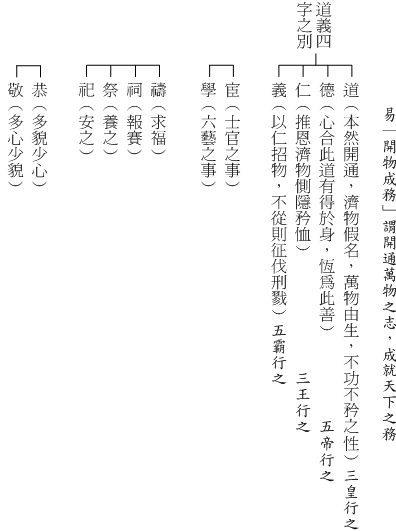 易「開物成務」謂開通萬物之志，成就天下之務
道義四
字之別
道（本然開通，濟物假名，萬物由生，不功不矜之性）三皇行之
德（心合此道有得於身，恆爲此善）五帝行之
仁（推恩濟物惻隱矜恤）三王行之
義（以仁招物，不從則征伐刑戮）五霸行之
宦（士官之事）
學（六藝之事）
禱（求福）
祠（報賽）
祭（養之）
祀（安之）
恭（多貌少心）
敬（多心少貌）